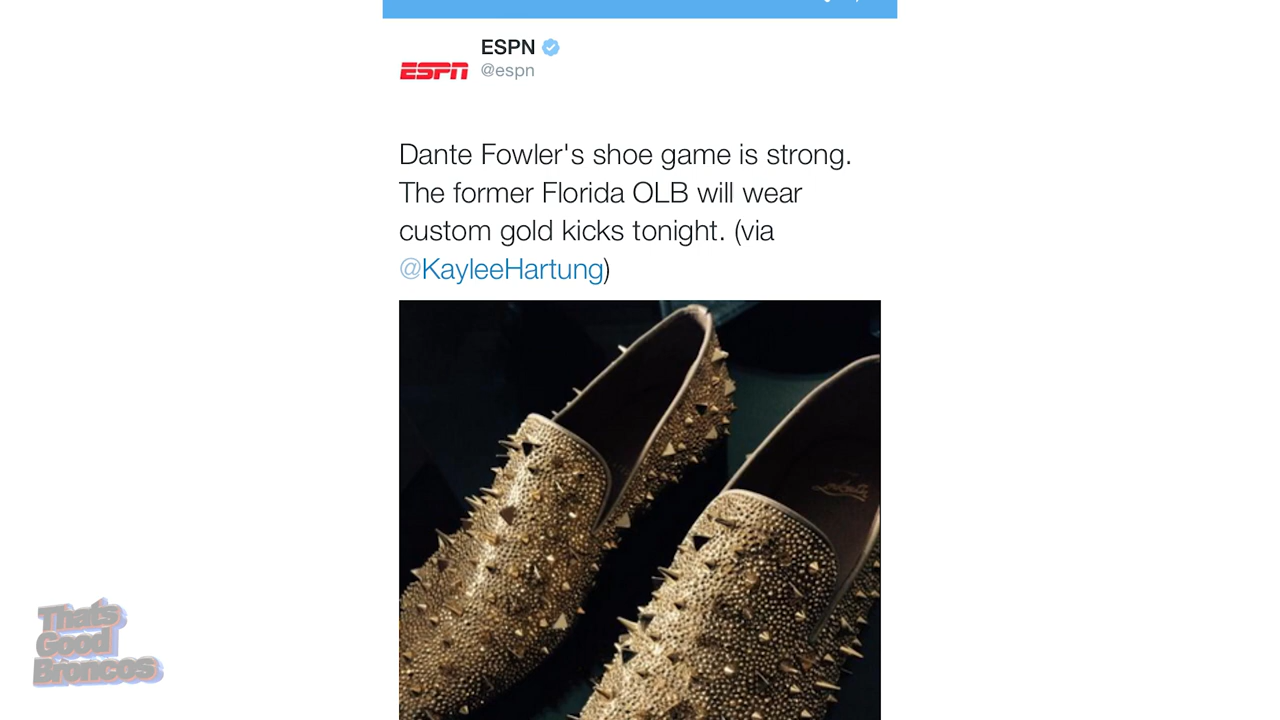 ESPN
@espn
ESPN
Dante Fowler's shoe game is strong.
The former Florida OLB will wear
custom gold kicks tonight. (via
@KayleeHartung)
Thats
Good
Broncos